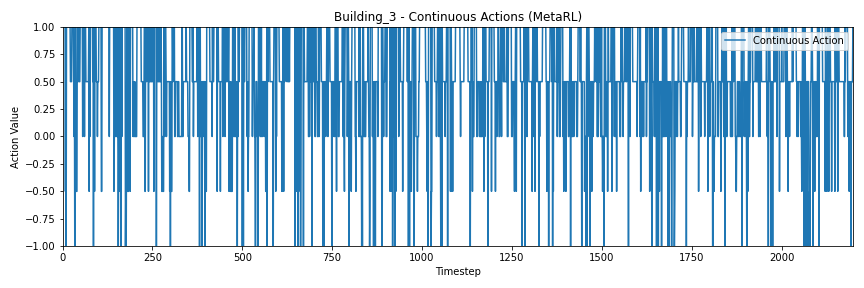 Building_3 - Continuous Actions (MetaRL)
Continuous Action
Action Value
1.00
0.75
0.50
0.25
0.00
−0.25
−0.50
−0.75
−1.00
0 250 500 750 1000 1250 1500 1750 2000
Timestep